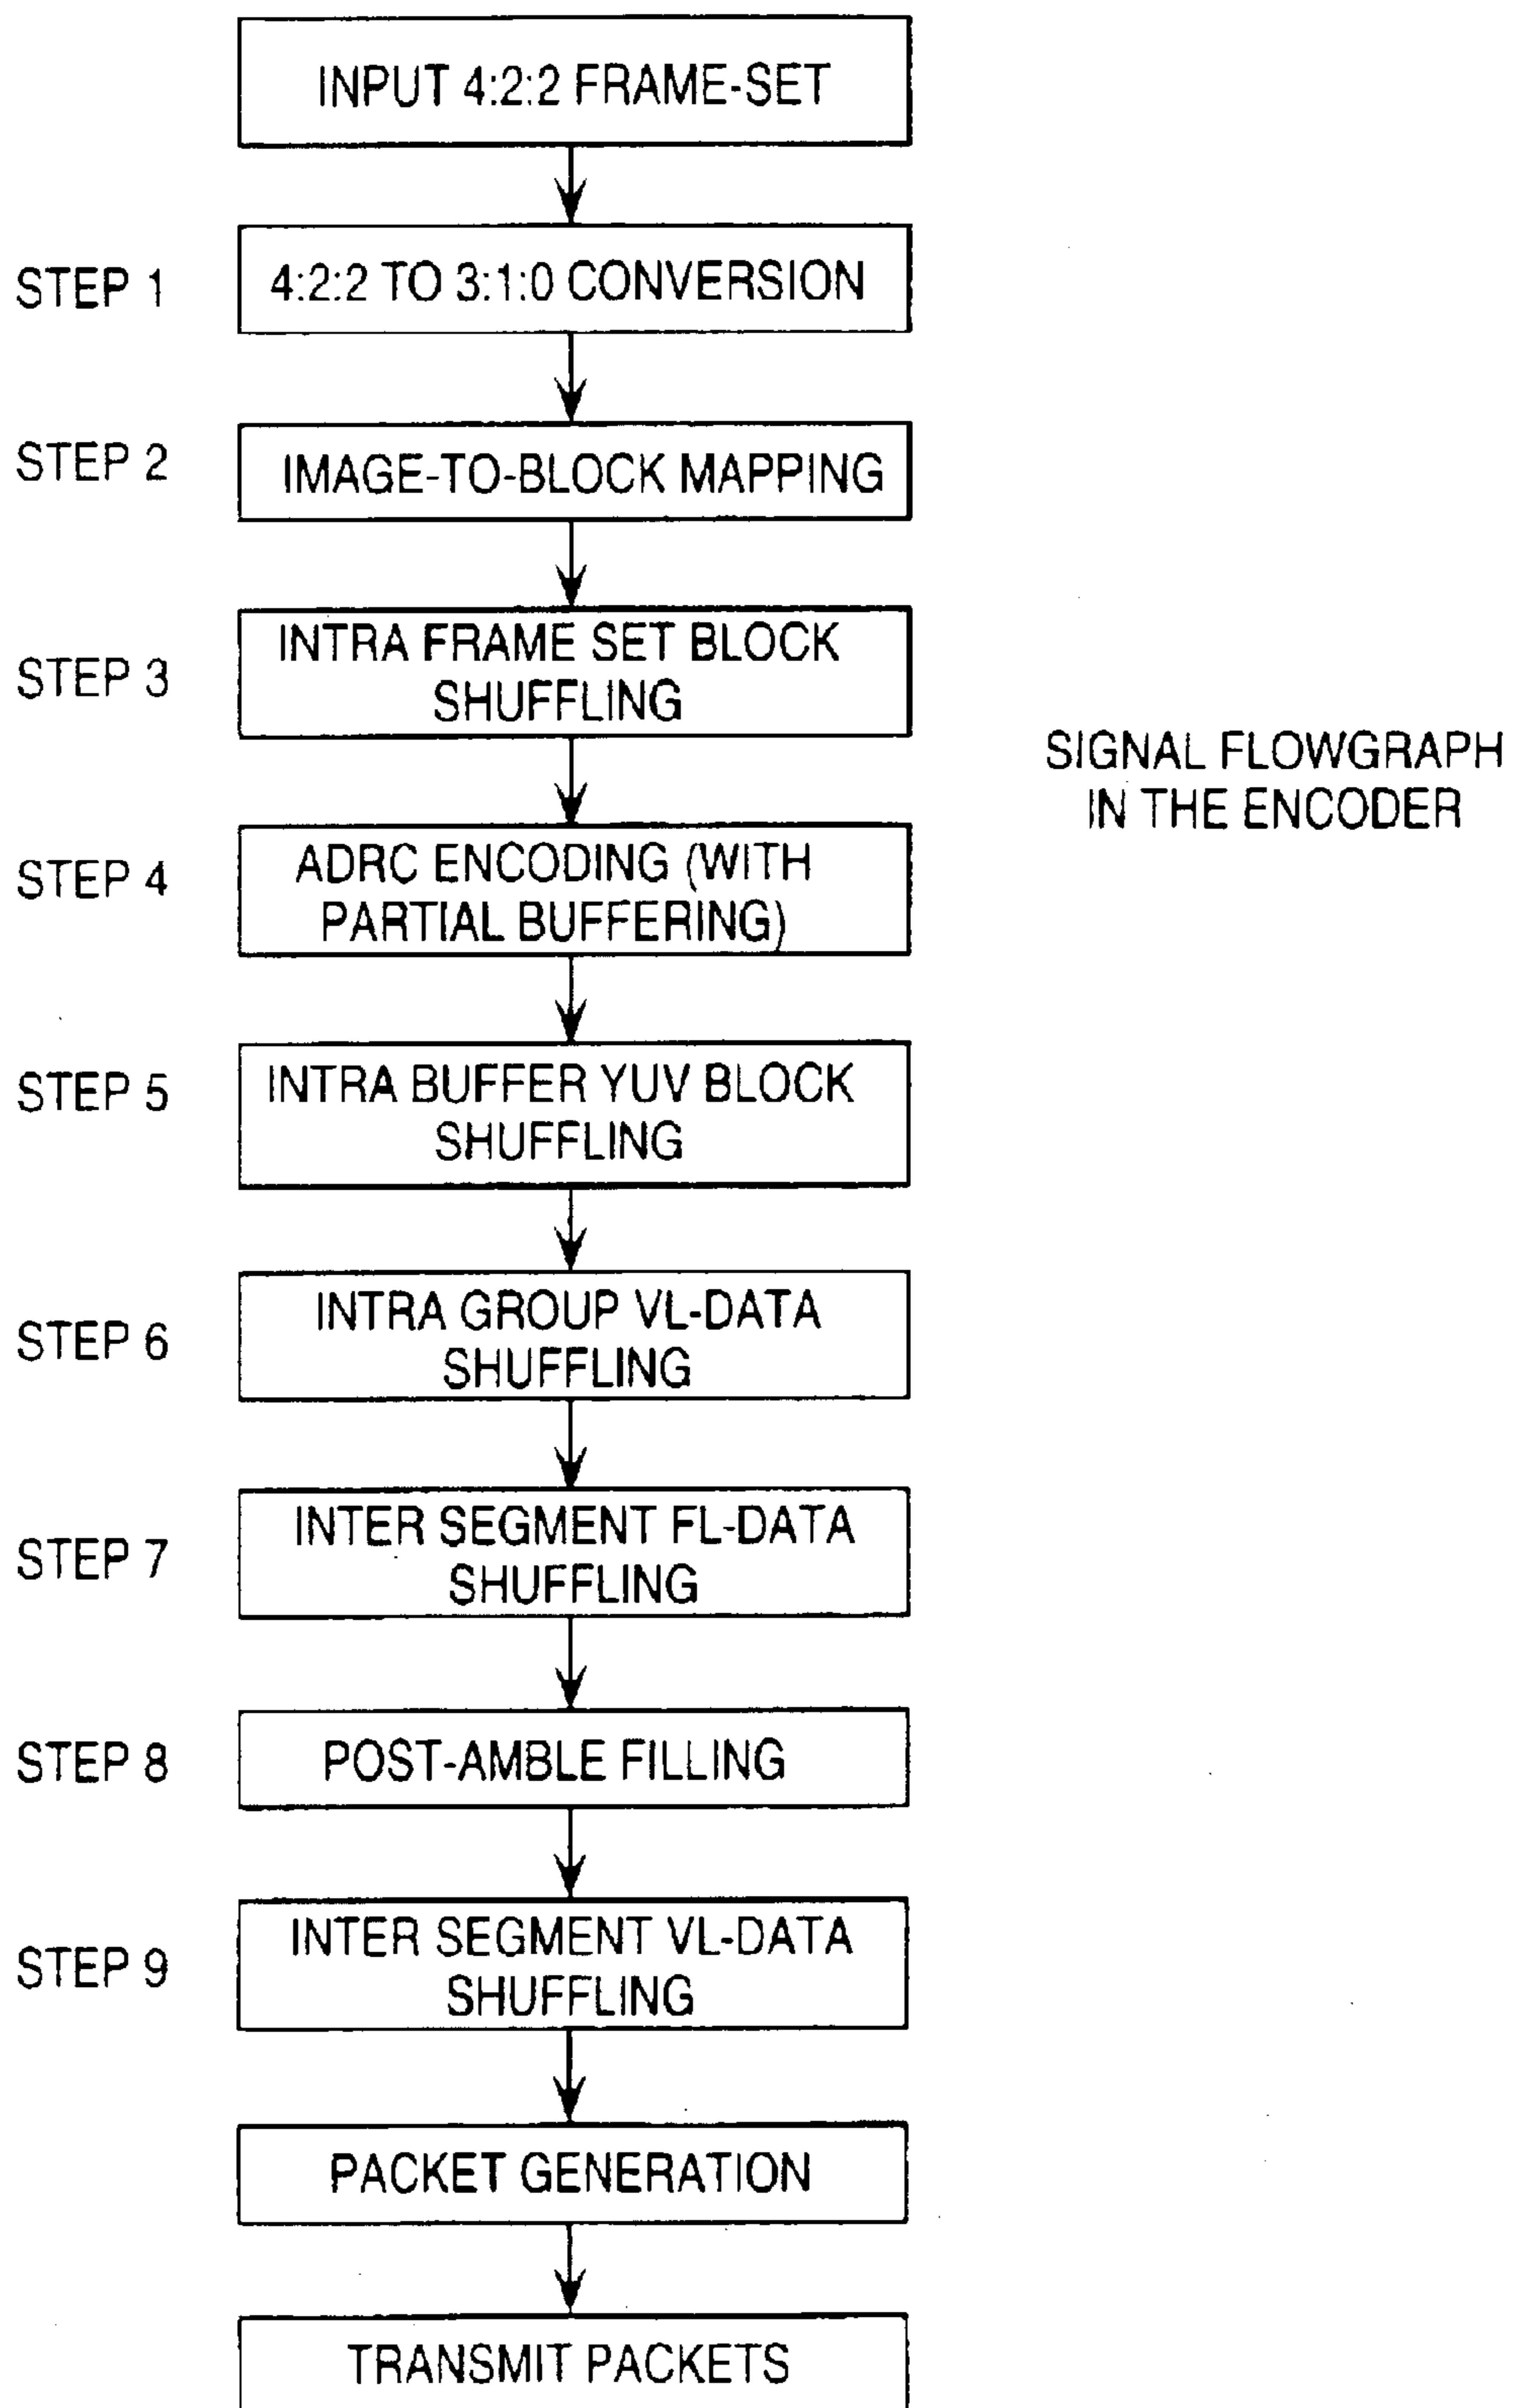 INPUT 4:2:2 FRAME-SET
STEP 1
4:2:2 TO 3:1:0 CONVERSION
STEP 2
IMAGE-TO-BLOCK MAPPING
STEP 3
INTRA FRAME SET BLOCK
SHUFFLING
SIGNAL FLOWGRAPH
IN THE ENCODER
STEP 4
ADRC ENCODING (WITH
PARTIAL BUFFERING)
STEP 5
INTRA BUFFER YUV BLOCK
SHUFFLING
STEP 6
INTRA GROUP VL-DATA
SHUFFLING
STEP 7
INTER SEGMENT FL-DATA
SHUFFLING
STEP 8
POST-AMBLE FILLING
STEP 9
INTER SEGMENT VL-DATA
SHUFFLING
PACKET GENERATION
TRANSMIT PACKETS